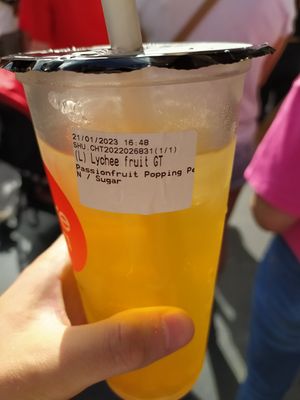 21/01/2023 16:48
SHU.CHT2022026831(1/1)
(L) Lychee fruit GT
Passionfruit Popping Pe
N / Sugar